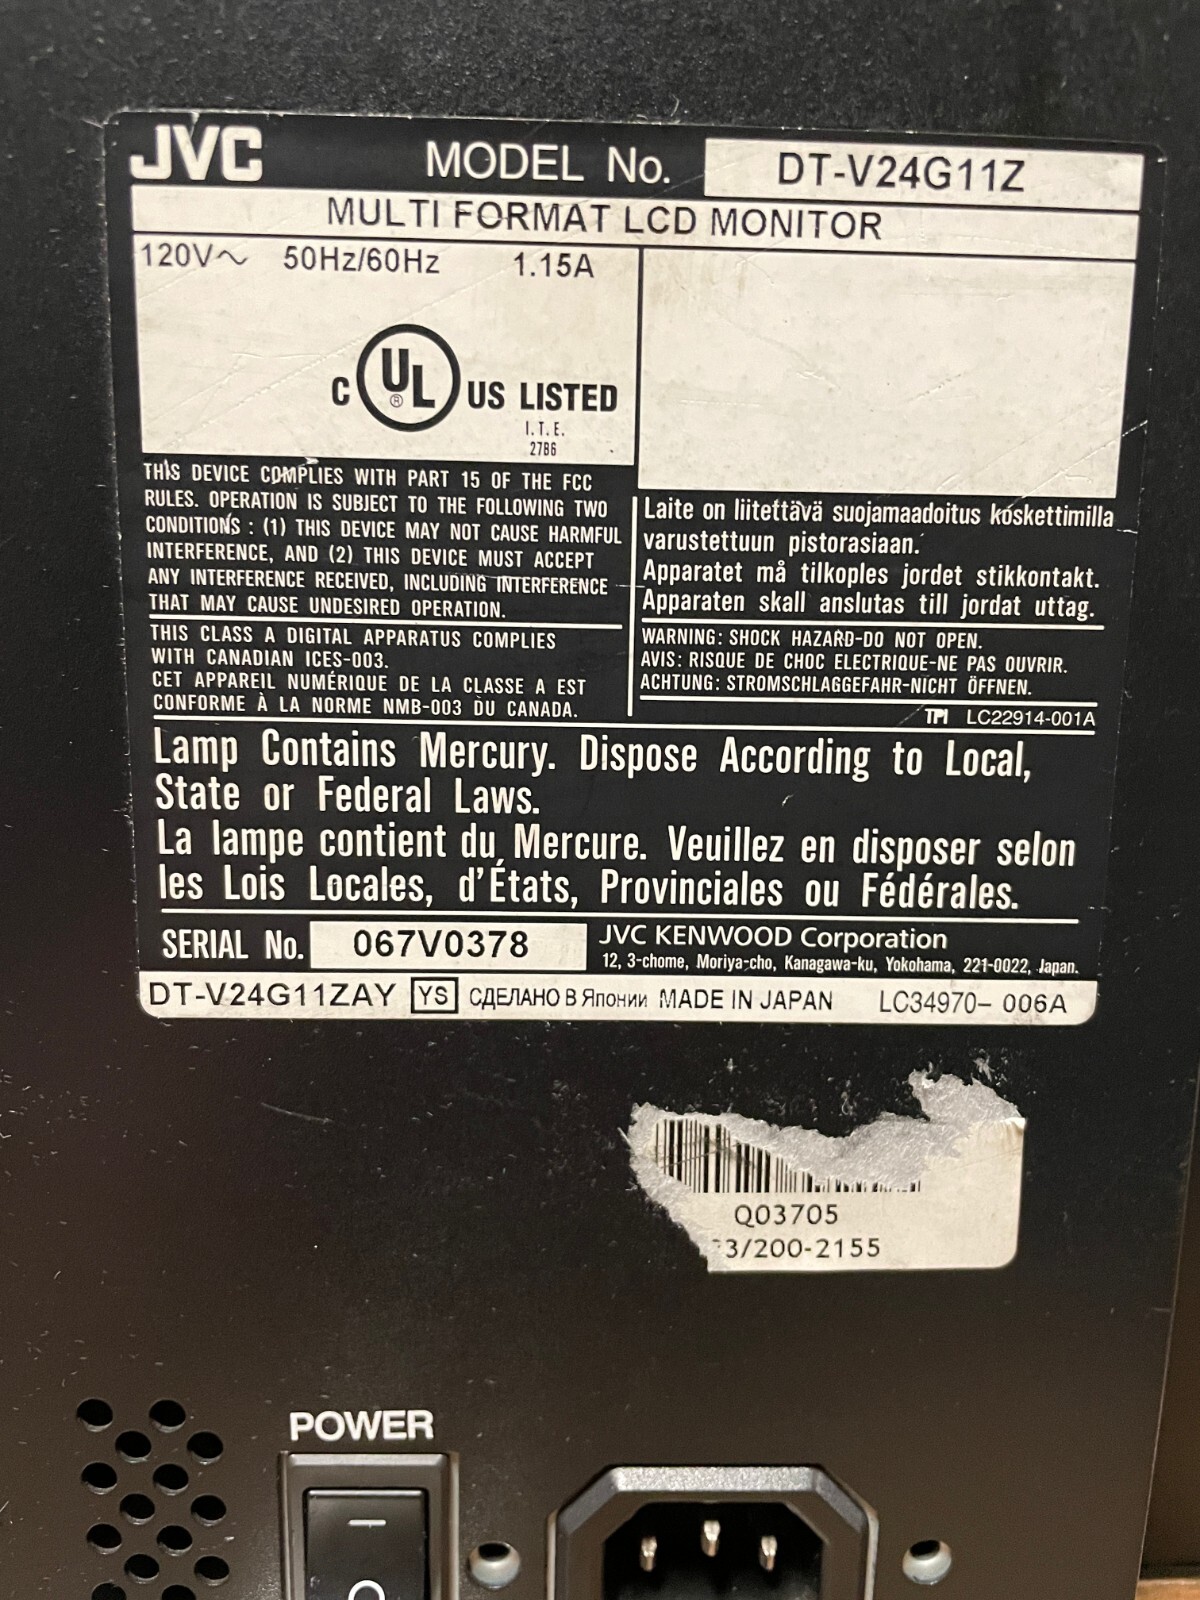 JVC MODEL No. DT-V24G11Z
MULTI FORMAT LCD MONITOR
120V~ 50Hz/60Hz 1.15A
C UL ® US LISTED
I.T.E.
27B6
THIS DEVICE COMPLIES WITH PART 15 OF THE FCC
RULES. OPERATION IS SUBJECT TO THE FOLLOWING TWO
CONDITIONS : (1) THIS DEVICE MAY NOT CAUSE HARMFUL
INTERFERENCE, AND (2) THIS DEVICE MUST ACCEPT
ANY INTERFERENCE RECEIVED, INCLUDING INTERFERENCE
THAT MAY CAUSE UNDESIRED OPERATION.
THIS CLASS A DIGITAL APPARATUS COMPLIES
WITH CANADIAN ICES-003.
CET APPAREIL NUMÉRIQUE DE LA CLASSE A EST
CONFORME À LA NORME NMB-003 DU CANADA.
Laite on liitettävä suojamaadoitus koskettimilla
varustettuun pistorasiaan.
Apparatet må tilkoples jordet stikkontakt.
Apparaten skall anslutas till jordat uttag.
WARNING: SHOCK HAZARD-DO NOT OPEN.
AVIS: RISQUE DE CHOC ELECTRIQUE-NE PAS OUVRIR.
ACHTUNG: STROMSCHLAGGEFAHR-NICHT ÖFFNEN.
TPI LC22914-001A
Lamp Contains Mercury. Dispose According to Local,
State or Federal Laws.
La lampe contient du Mercure. Veuillez en disposer selon
les Lois Locales, d'États, Provinciales ou Fédérales.
SERIAL No. 067V0378
JVC KENWOOD Corporation
12, 3-chome, Moriya-cho, Kanagawa-ku, Yokohama, 221-0022, Japan.
DT-V24G11ZAY YS СДЕЛАНО В Японии MADE IN JAPAN LC34970- 006A
Q03705
3/200-2155
POWER